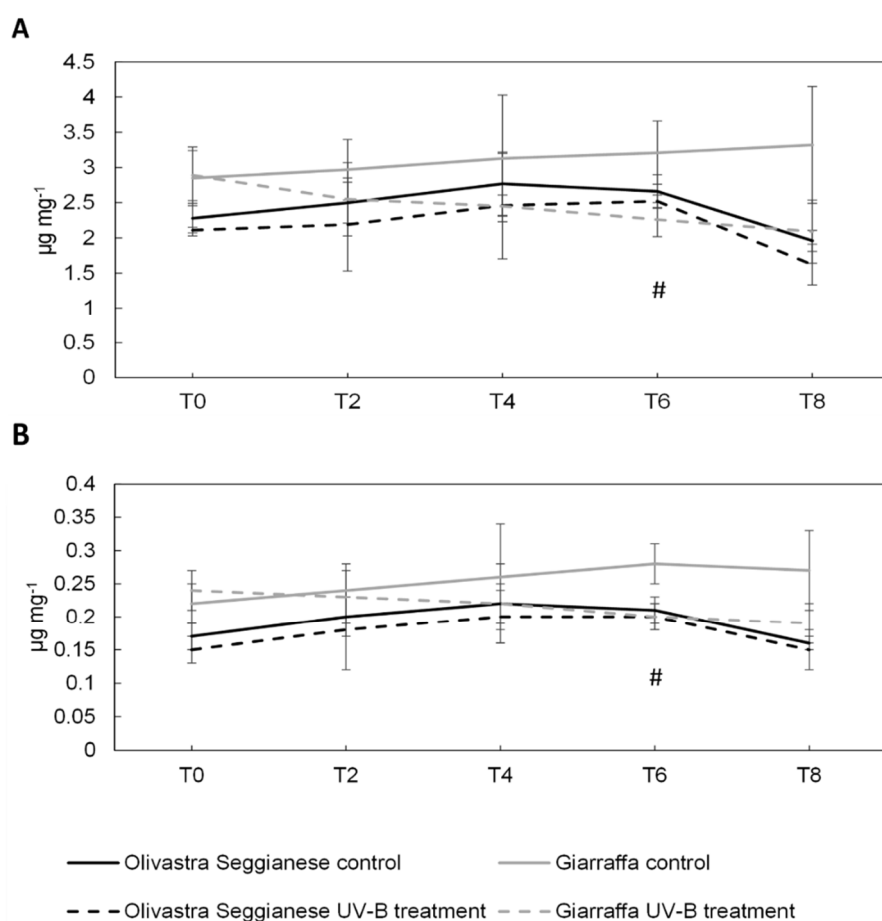 A
4.5
4
3.5
3
2.5
2
1.5
1
0.5
0
µg mg⁻¹
#
T0 T2 T4 T6 T8
B
0.4
0.35
0.3
0.25
0.2
0.15
0.1
0.05
0
µg mg⁻¹
#
T0 T2 T4 T6 T8
Olivastra Seggianese control Giarraffa control
Olivastra Seggianese UV-B treatment Giarraffa UV-B treatment